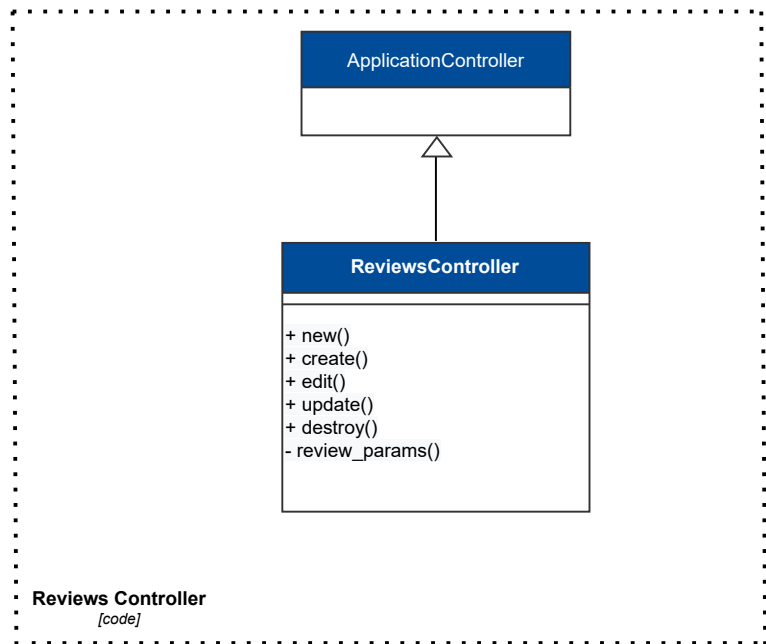 ApplicationController
ReviewsController
+ new()
+ create()
+ edit()
+ update()
+ destroy()
- review_params()
Reviews Controller
[code]